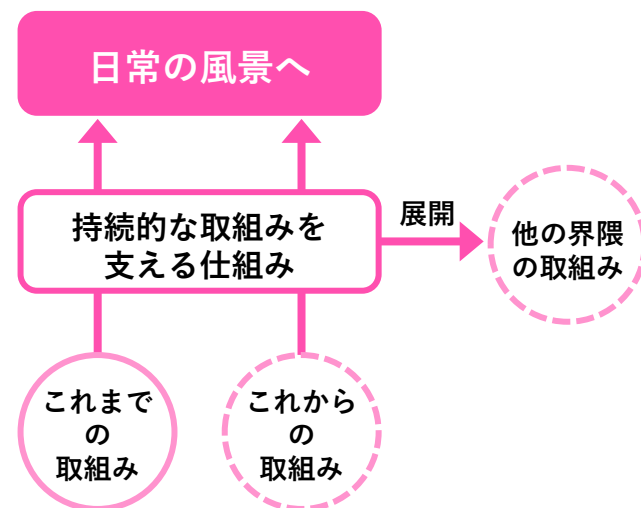 日常の風景へ
持続的な取組みを
支える仕組み
展開
他の界隈
の取組み
これまで
の
取組み
これから
の
取組み